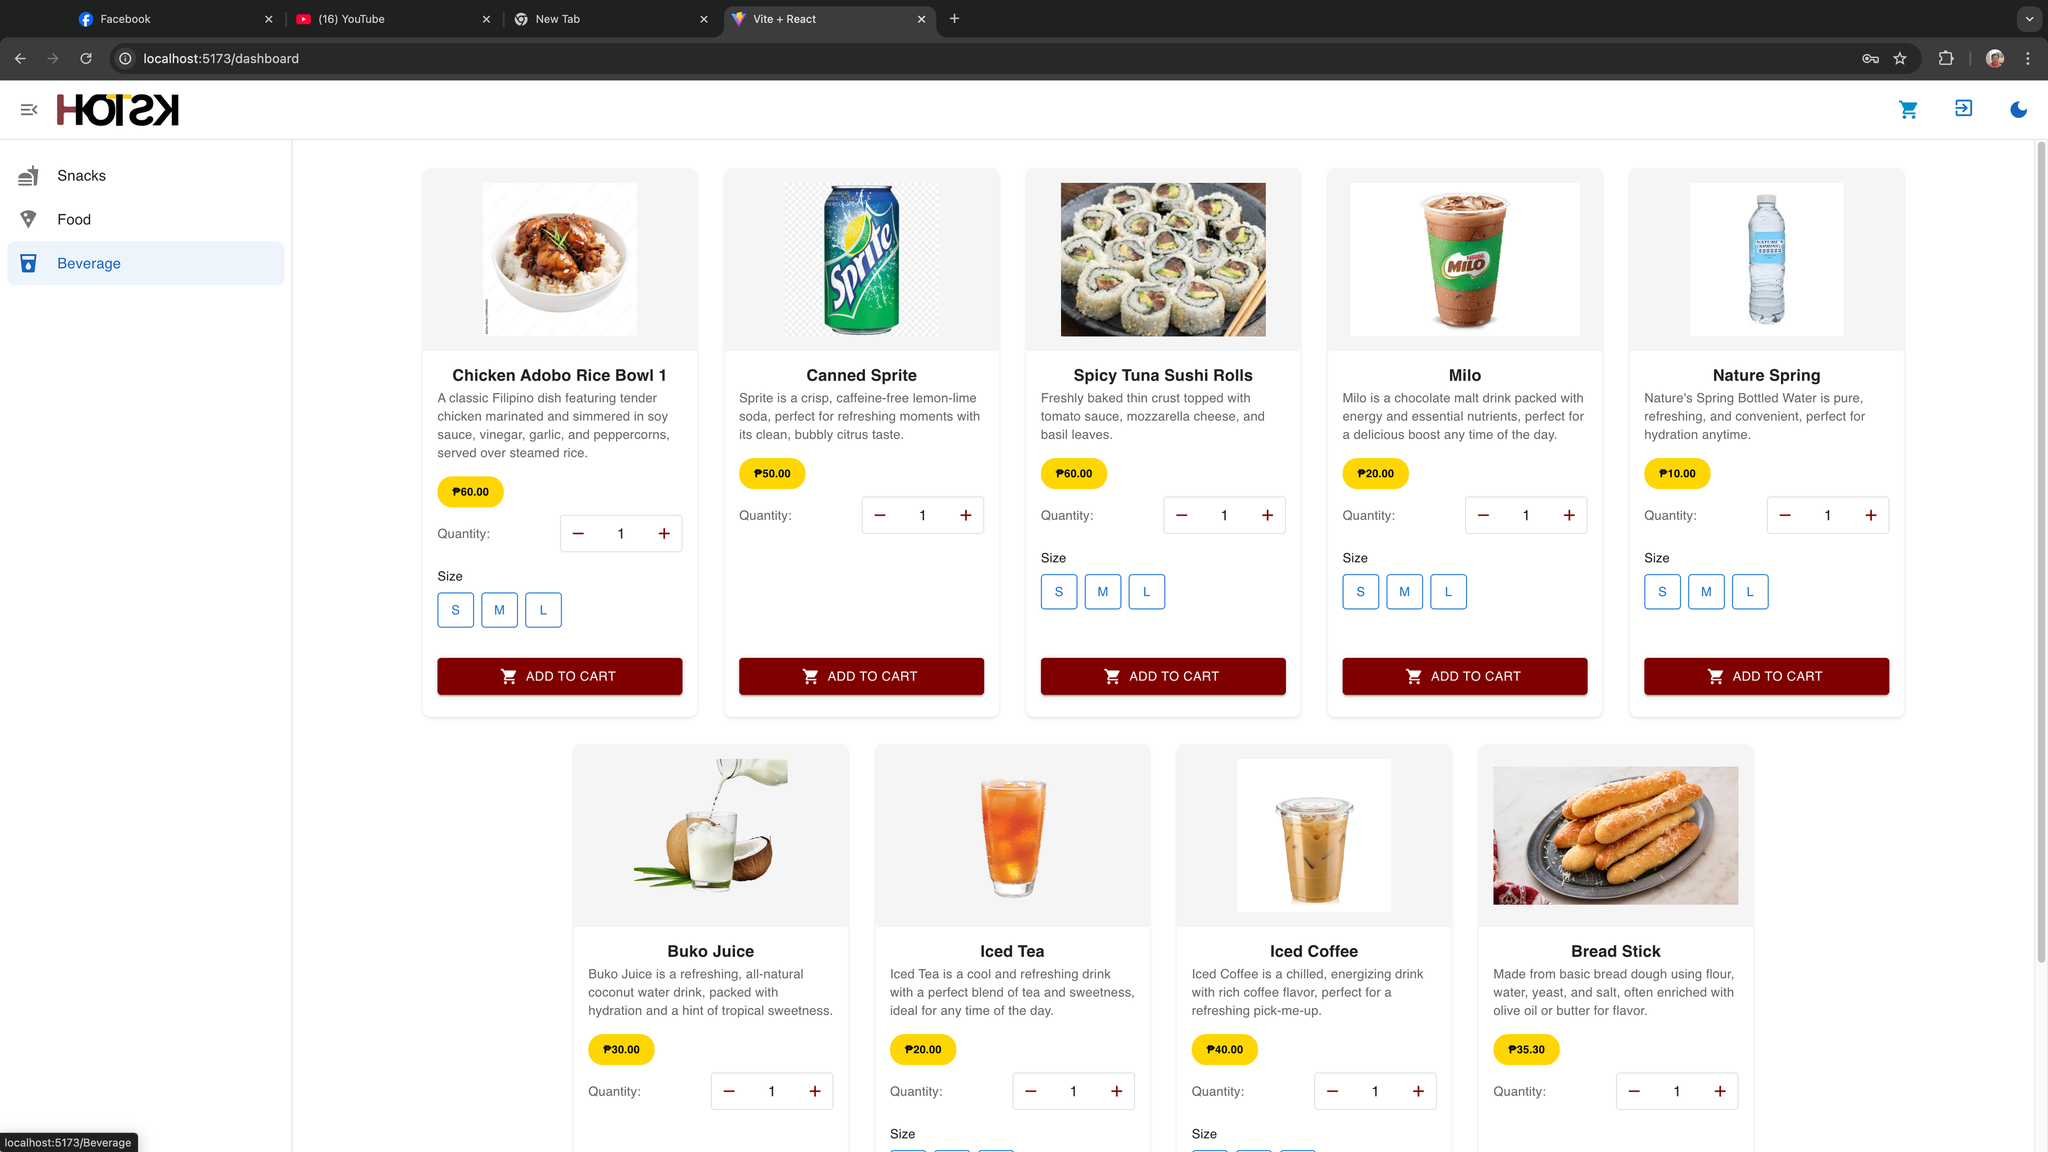 Facebook
(16) YouTube
New Tab
Vite + React
localhost:5173/dashboard
HOTSK
Snacks
Food
Beverage
Sprite
NESTLÉ
MILO
NATURE'S
SPRING
Chicken Adobo Rice Bowl 1
A classic Filipino dish featuring tender
chicken marinated and simmered in soy
sauce, vinegar, garlic, and peppercorns,
served over steamed rice.
₱60.00
Quantity:
1
Size
S M L
ADD TO CART
Canned Sprite
Sprite is a crisp, caffeine-free lemon-lime
soda, perfect for refreshing moments with
its clean, bubbly citrus taste.
₱50.00
Quantity:
1
ADD TO CART
Spicy Tuna Sushi Rolls
Freshly baked thin crust topped with
tomato sauce, mozzarella cheese, and
basil leaves.
₱60.00
Quantity:
1
Size
S M L
ADD TO CART
Milo
Milo is a chocolate malt drink packed with
energy and essential nutrients, perfect for
a delicious boost any time of the day.
₱20.00
Quantity:
1
Size
S M L
ADD TO CART
Nature Spring
Nature's Spring Bottled Water is pure,
refreshing, and convenient, perfect for
hydration anytime.
₱10.00
Quantity:
1
Size
S M L
ADD TO CART
Buko Juice
Buko Juice is a refreshing, all-natural
coconut water drink, packed with
hydration and a hint of tropical sweetness.
₱30.00
Quantity:
1
Iced Tea
Iced Tea is a cool and refreshing drink
with a perfect blend of tea and sweetness,
ideal for any time of the day.
₱20.00
Quantity:
1
Size
Iced Coffee
Iced Coffee is a chilled, energizing drink
with rich coffee flavor, perfect for a
refreshing pick-me-up.
₱40.00
Quantity:
1
Size
Bread Stick
Made from basic bread dough using flour,
water, yeast, and salt, often enriched with
olive oil or butter for flavor.
₱35.30
Quantity:
1
localhost:5173/Beverage